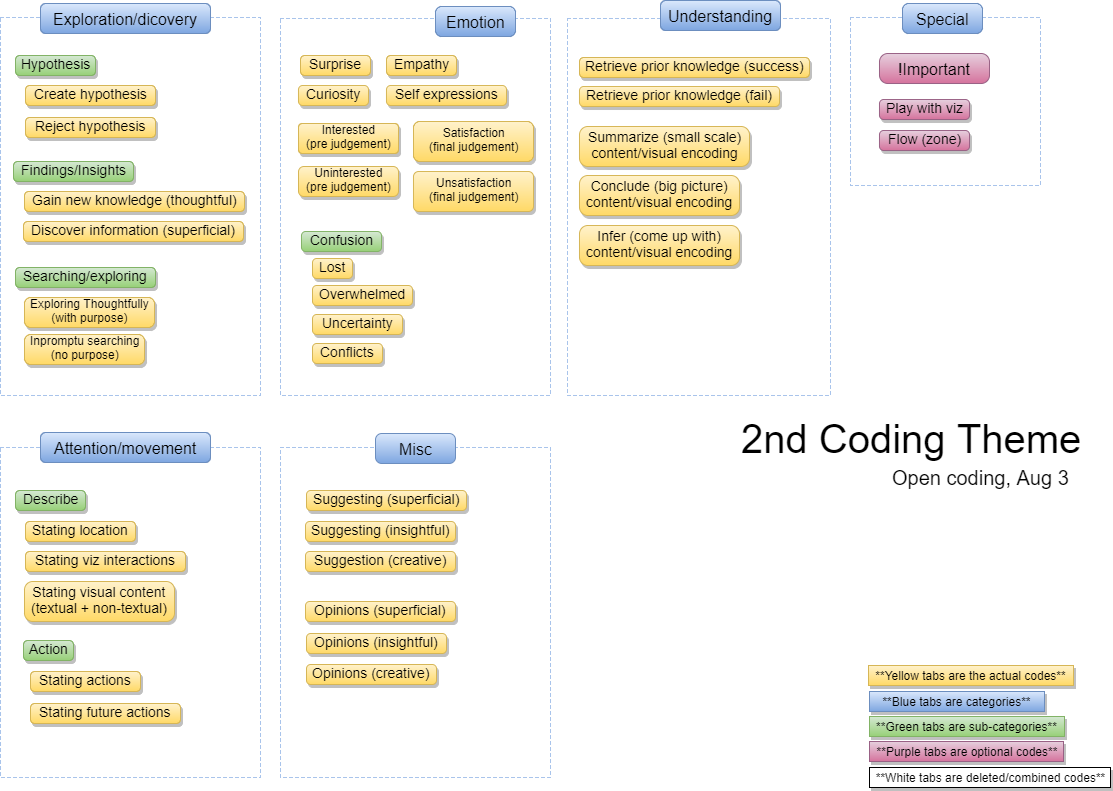 Exploration/dicovery
Hypothesis
Create hypothesis
Reject hypothesis
Findings/Insights
Gain new knowledge (thoughtful)
Discover information (superficial)
Searching/exploring
Exploring Thoughtfully
(with purpose)
Inpromptu searching
(no purpose)
Emotion
Surprise
Empathy
Curiosity
Self expressions
Interested
(pre judgement)
Satisfaction
(final judgement)
Uninterested
(pre judgement)
Unsatisfaction
(final judgement)
Confusion
Lost
Overwhelmed
Uncertainty
Conflicts
Understanding
Retrieve prior knowledge (success)
Retrieve prior knowledge (fail)
Summarize (small scale)
content/visual encoding
Conclude (big picture)
content/visual encoding
Infer (come up with)
content/visual encoding
Special
!Important
Play with viz
Flow (zone)
Attention/movement
Describe
Stating location
Stating viz interactions
Stating visual content
(textual + non-textual)
Action
Stating actions
Stating future actions
Misc
Suggesting (superficial)
Suggesting (insightful)
Suggestion (creative)
Opinions (superficial)
Opinions (insightful)
Opinions (creative)
2nd Coding Theme
Open coding, Aug 3
**Yellow tabs are the actual codes**
**Blue tabs are categories**
**Green tabs are sub-categories**
**Purple tabs are optional codes**
**White tabs are deleted/combined codes**